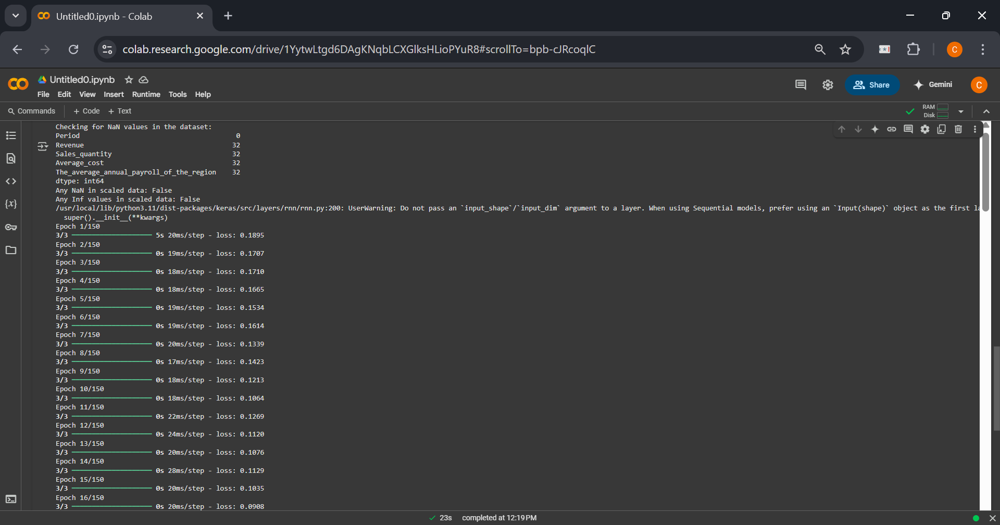 Untitled0.ipynb - Colab
colab.research.google.com/drive/1YytwLtgd6DAgKNqbLCXGlksHLioPYuR8#scrollTo=bpb-cJRcoqlC
C
Untitled0.ipynb
File Edit View Insert Runtime Tools Help
Share
Gemini
C
Commands + Code + Text
RAM
Disk
Checking for NaN values in the dataset:
Period 0
Revenue 32
Sales_quantity 32
Average_cost 32
The_average_annual_payroll_of_the_region 32
dtype: int64
Any NaN in scaled data: False
Any Inf values in scaled data: False
/usr/local/lib/python3.11/dist-packages/keras/src/layers/rnn/rnn.py:200: UserWarning: Do not pass an `input_shape`/`input_dim` argument to a layer. When using Sequential models, prefer using an `Input(shape)` object as the first la
super().__init__(**kwargs)
Epoch 1/150
3/3 5s 20ms/step - loss: 0.1895
Epoch 2/150
3/3 0s 19ms/step - loss: 0.1707
Epoch 3/150
3/3 0s 18ms/step - loss: 0.1710
Epoch 4/150
3/3 0s 18ms/step - loss: 0.1665
Epoch 5/150
3/3 0s 19ms/step - loss: 0.1534
Epoch 6/150
3/3 0s 19ms/step - loss: 0.1614
Epoch 7/150
3/3 0s 20ms/step - loss: 0.1339
Epoch 8/150
3/3 0s 17ms/step - loss: 0.1423
Epoch 9/150
3/3 0s 18ms/step - loss: 0.1213
Epoch 10/150
3/3 0s 18ms/step - loss: 0.1064
Epoch 11/150
3/3 0s 22ms/step - loss: 0.1269
Epoch 12/150
3/3 0s 24ms/step - loss: 0.1120
Epoch 13/150
3/3 0s 20ms/step - loss: 0.1076
Epoch 14/150
3/3 0s 28ms/step - loss: 0.1129
Epoch 15/150
3/3 0s 20ms/step - loss: 0.1035
Epoch 16/150
3/3 0s 20ms/step - loss: 0.0908
23s completed at 12:19 PM